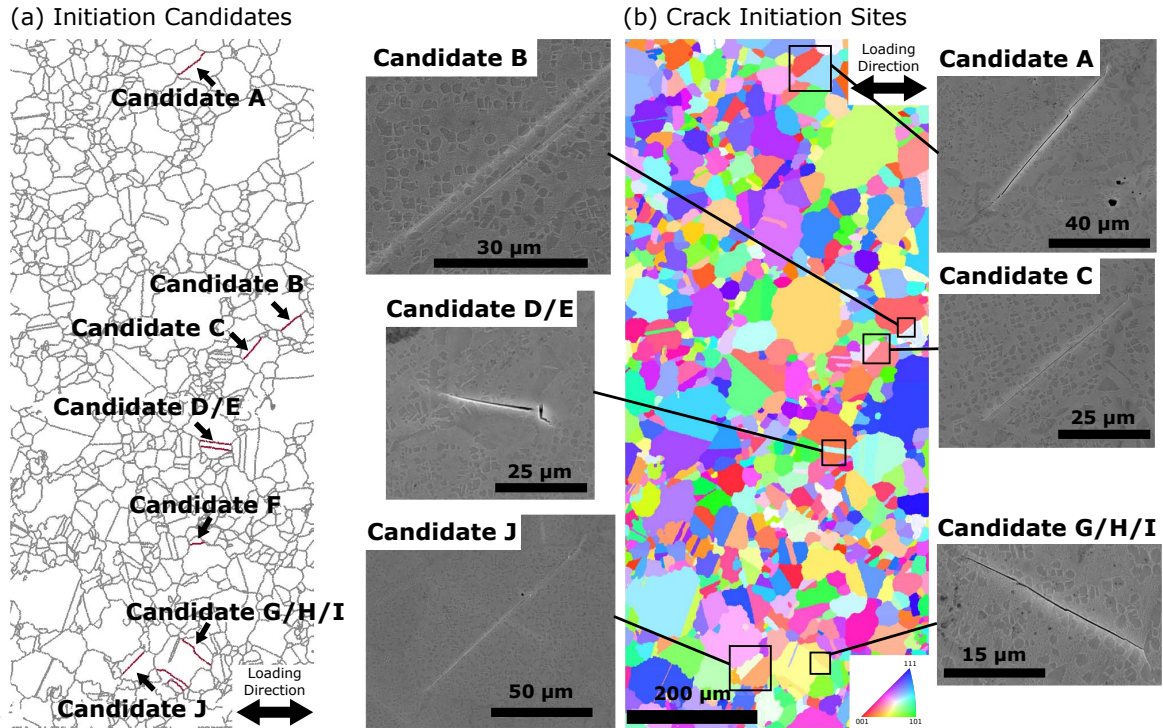 (a) Initiation Candidates
Candidate A
Candidate B
Candidate C
Candidate D/E
Candidate F
Candidate G/H/I
Candidate J
Loading
Direction
Candidate B
30 µm
Candidate D/E
25 µm
Candidate J
50 µm
(b) Crack Initiation Sites
Loading
Direction
200 µm
111
001
101
Candidate A
40 µm
Candidate C
25 µm
Candidate G/H/I
15 µm